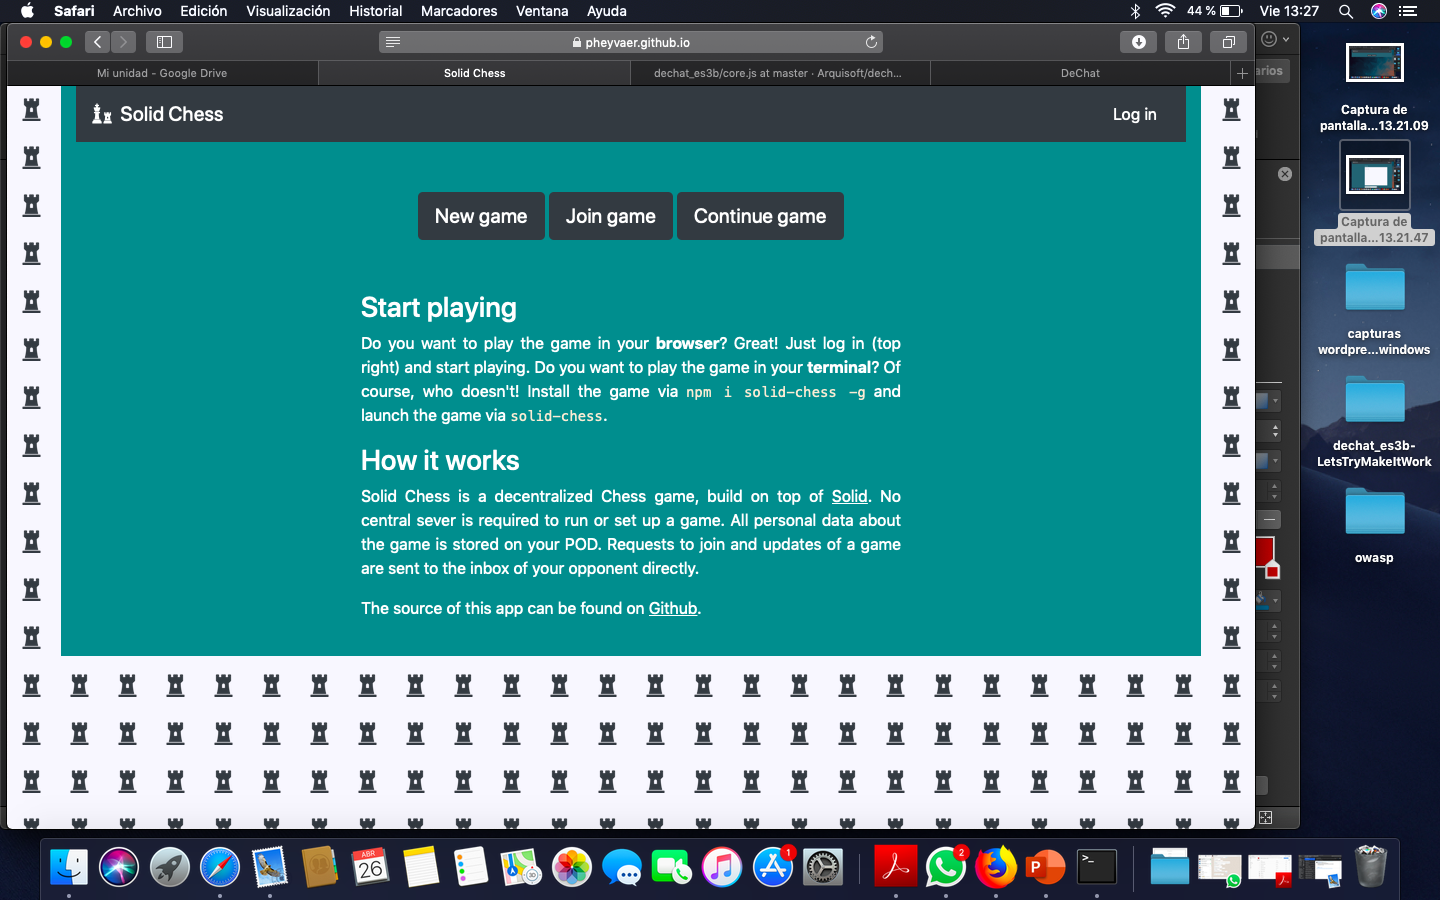 Safari Archivo Edición Visualización Historial Marcadores Ventana Ayuda 44 % Vie 13:27
pheyvaer.github.io
Mi unidad - Google Drive Solid Chess dechat_es3b/core.js at master · Arquisoft/dech... DeChat
Solid Chess Log in
New game Join game Continue game
Start playing
Do you want to play the game in your browser? Great! Just log in (top
right) and start playing. Do you want to play the game in your terminal? Of
course, who doesn't! Install the game via npm i solid-chess -g and
launch the game via solid-chess.
How it works
Solid Chess is a decentralized Chess game, build on top of Solid. No
central sever is required to run or set up a game. All personal data about
the game is stored on your POD. Requests to join and updates of a game
are sent to the inbox of your opponent directly.
The source of this app can be found on Github.
arios
Captura de
pantalla...13.21.09
Captura de
pantalla...13.21.47
capturas
wordpre...windows
dechat_es3b-
LetsTryMakeItWork
owasp
ABR
26
3D
1
2
P
>_